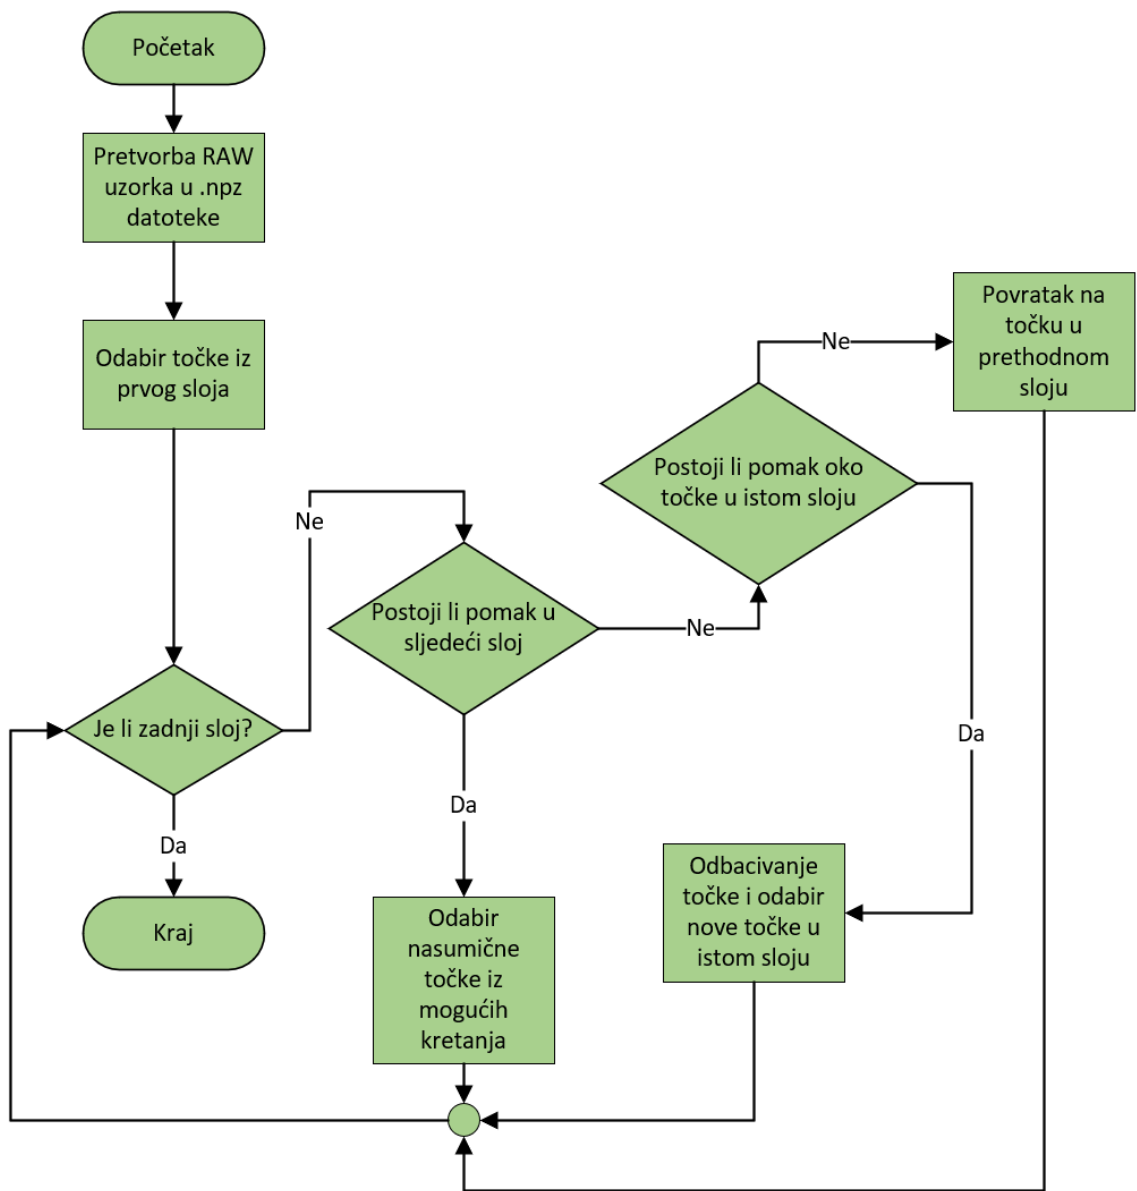 Početak
Pretvorba RAW
uzorka u .npz
datoteke
Odabir točke iz
prvog sloja
Je li zadnji sloj?
Da
Kraj
Ne
Postoji li pomak u
sljedeći sloj
Da
Odabir
nasumične
točke iz
mogućih
kretanja
Ne
Postoji li pomak oko
točke u istom sloju
Ne
Povratak na
točku u
prethodnom
sloju
Da
Odbacivanje
točke i odabir
nove točke u
istom sloju